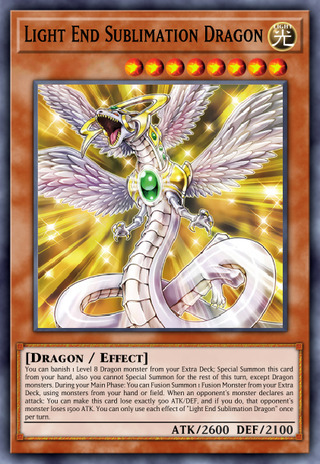 LIGHT END SUBLIMATION DRAGON
LIGHT
光
[DRAGON / EFFECT]
You can banish 1 Level 8 Dragon monster from your Extra Deck; Special Summon this card
from your hand, also you cannot Special Summon for the rest of this turn, except Dragon
monsters. During your Main Phase: You can Fusion Summon 1 Fusion Monster from your Extra
Deck, using monsters from your hand or field. When an opponent's monster declares an
attack: You can make this card lose exactly 500 ATK/DEF, and if you do, that opponent's
monster loses 1500 ATK. You can only use each effect of "Light End Sublimation Dragon" once
per turn.
ATK/2600 DEF/2100